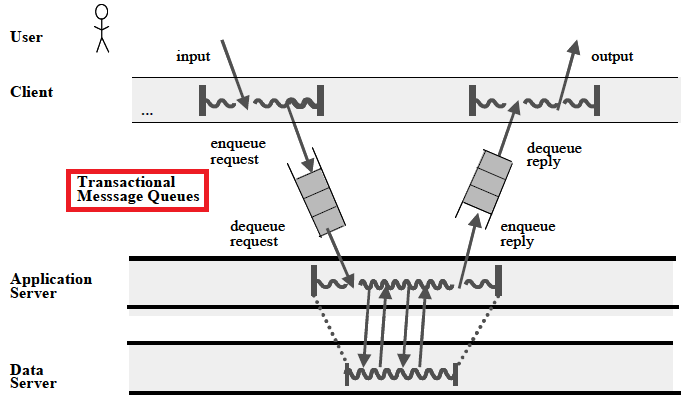 User
input
output
Client
...
enqueue
request
dequeue
reply
Transactional
Messsage Queues
dequeue
request
enqueue
reply
Application
Server
Data
Server